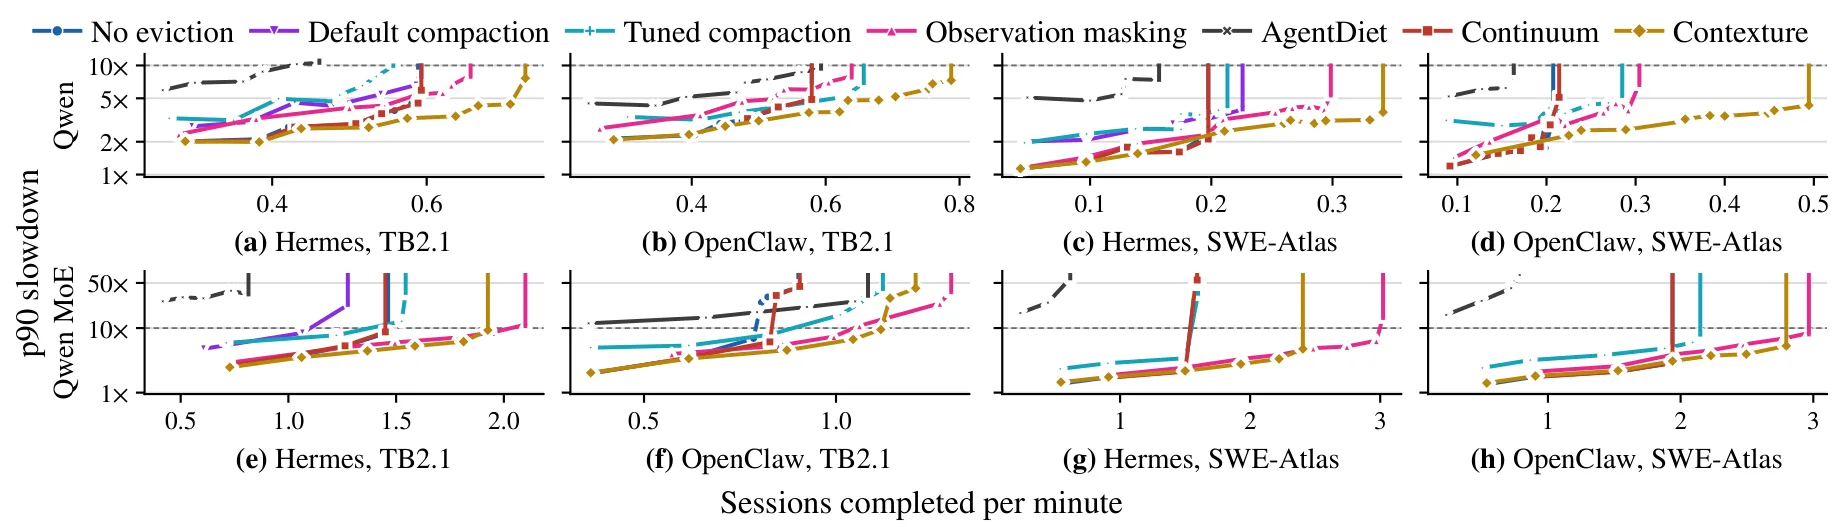 No eviction Default compaction Tuned compaction Observation masking AgentDiet Continuum Contexture
p90 slowdown
Qwen
10×
5×
2×
1×
0.4 0.6
(a) Hermes, TB2.1
0.4 0.6 0.8
(b) OpenClaw, TB2.1
0.1 0.2 0.3
(c) Hermes, SWE-Atlas
0.1 0.2 0.3 0.4 0.5
(d) OpenClaw, SWE-Atlas
Qwen MoE
50×
10×
1×
0.5 1.0 1.5 2.0
(e) Hermes, TB2.1
0.5 1.0
(f) OpenClaw, TB2.1
1 2 3
(g) Hermes, SWE-Atlas
1 2 3
(h) OpenClaw, SWE-Atlas
Sessions completed per minute